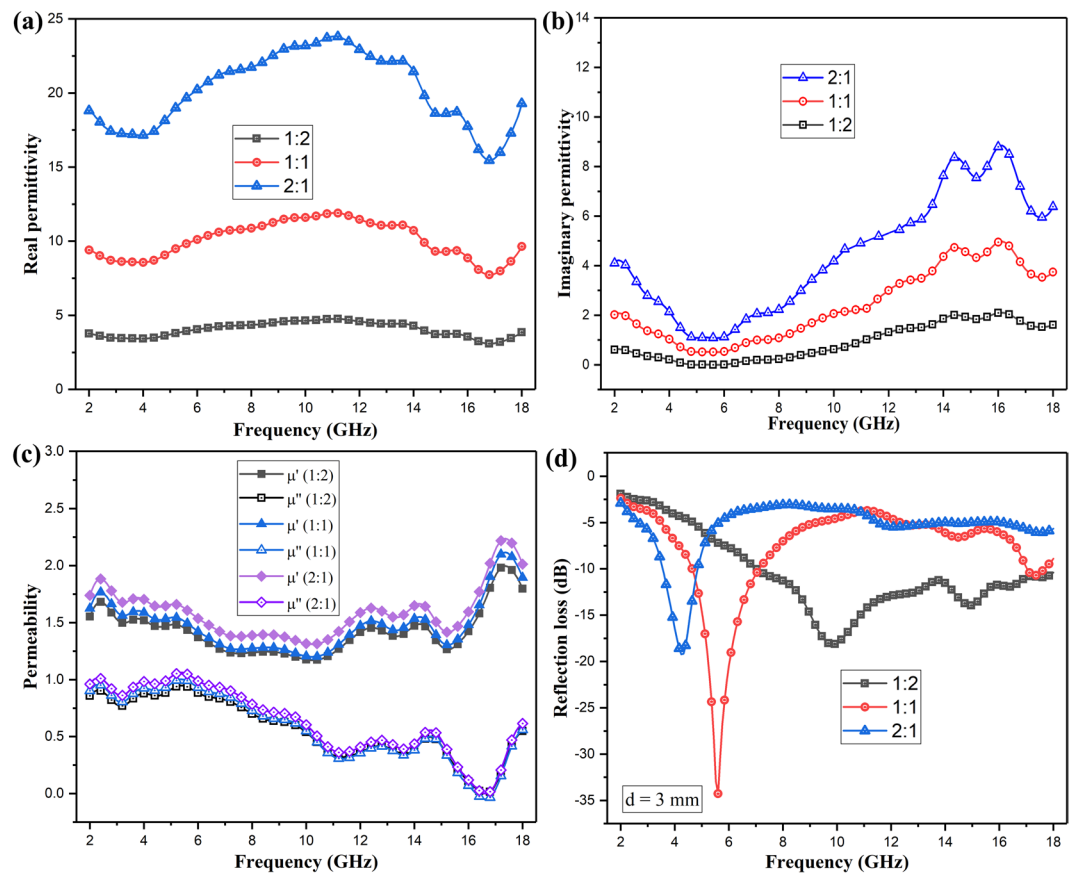 (a)
25
20
15
10
5
0
Real permittivity
1:2
1:1
2:1
2 4 6 8 10 12 14 16 18
Frequency (GHz)
(b)
14
12
10
8
6
4
2
0
Imaginary permittivity
2:1
1:1
1:2
2 4 6 8 10 12 14 16 18
Frequency (GHz)
(c)
3.0
2.5
2.0
1.5
1.0
0.5
0.0
Permeability
μ' (1:2)
μ'' (1:2)
μ' (1:1)
μ'' (1:1)
μ' (2:1)
μ'' (2:1)
2 4 6 8 10 12 14 16 18
Frequency (GHz)
(d)
0
-5
-10
-15
-20
-25
-30
-35
Reflection loss (dB)
1:2
1:1
2:1
d = 3 mm
2 4 6 8 10 12 14 16 18
Frequency (GHz)